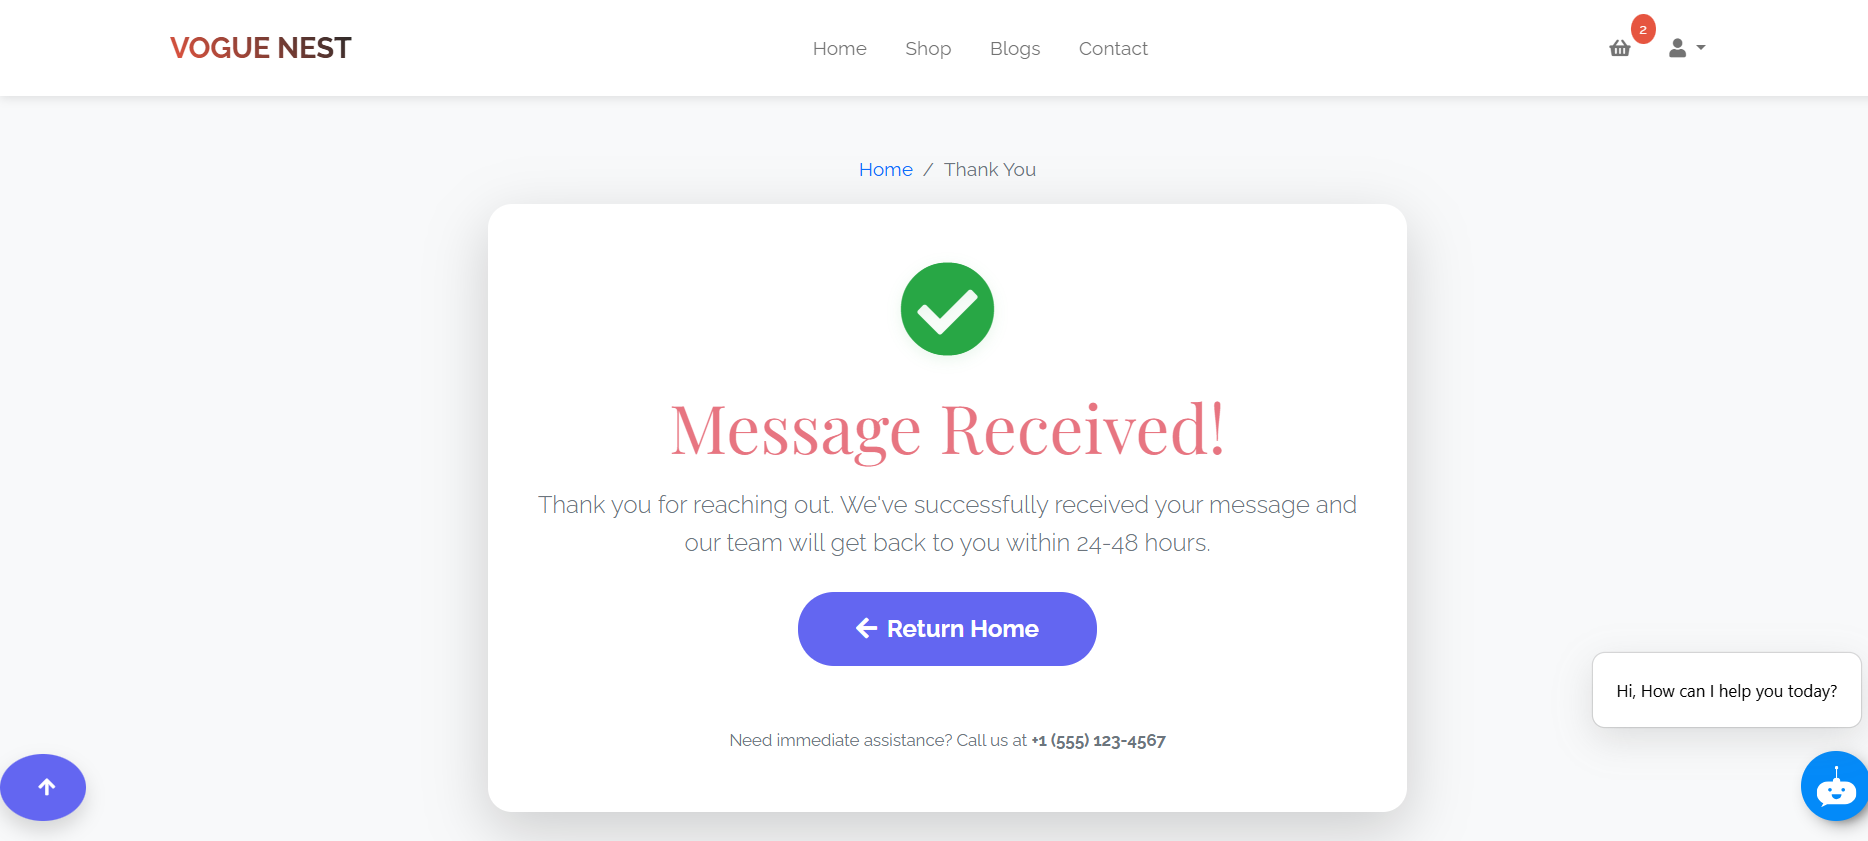 VOGUE NEST
Home
Shop
Blogs
Contact
2
Home / Thank You
Message Received!
Thank you for reaching out. We've successfully received your message and
our team will get back to you within 24-48 hours.
Return Home
Need immediate assistance? Call us at +1 (555) 123-4567
Hi, How can I help you today?